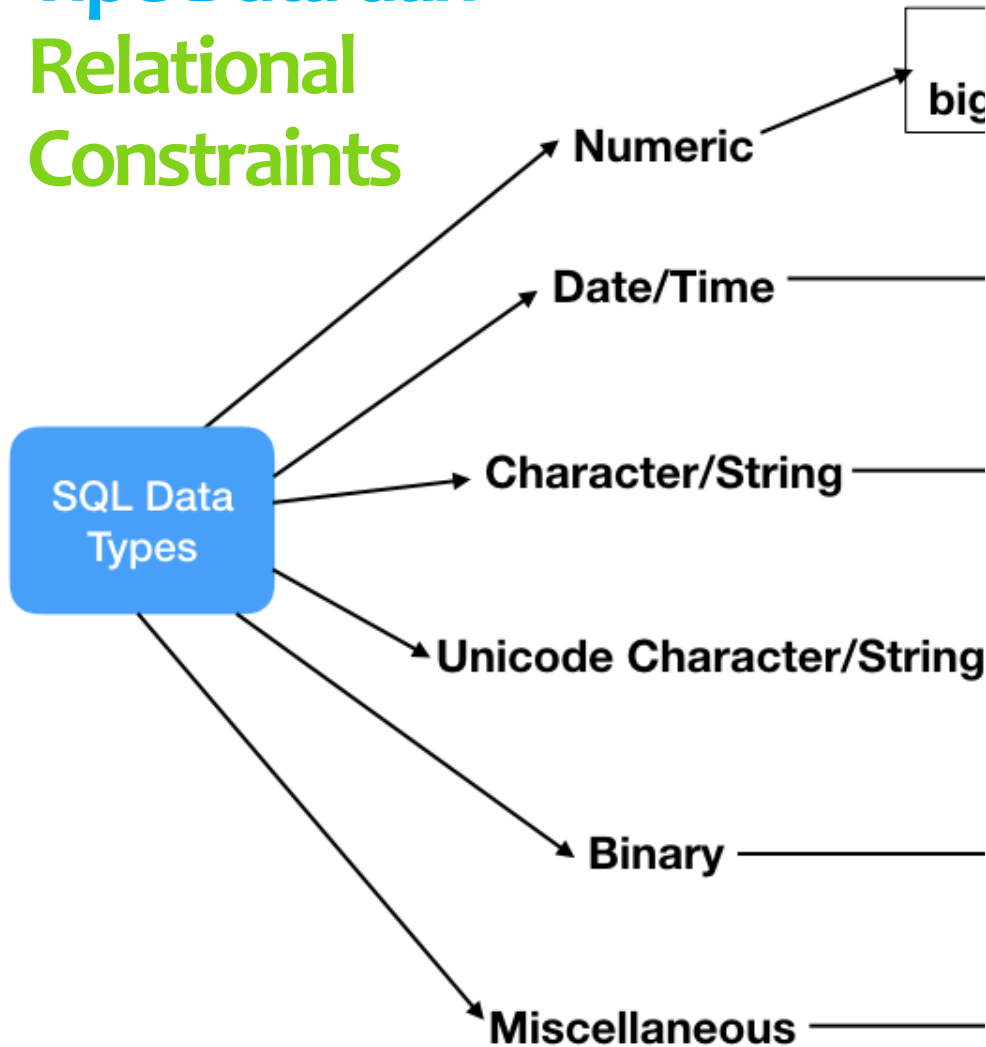 Relational
Constraints
Numeric
Date/Time
SQL Data
Types
Character/String
Unicode Character/String
Binary
Miscellaneous